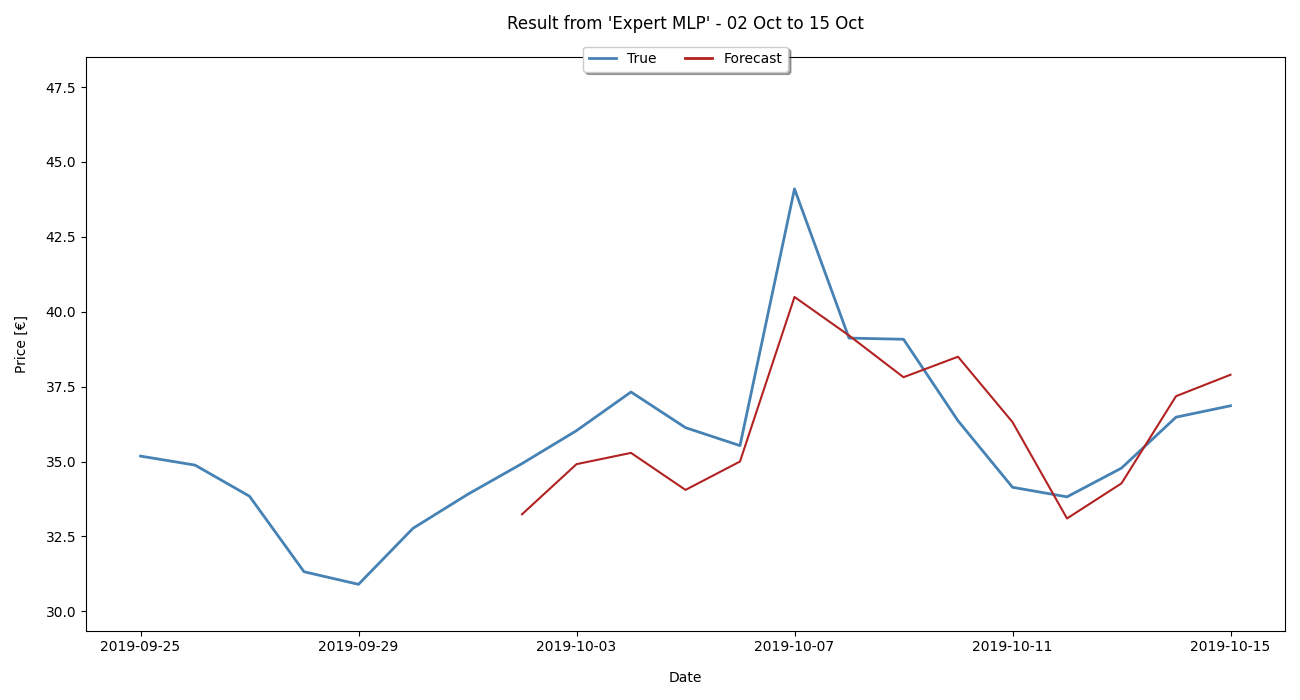 Result from 'Expert MLP' - 02 Oct to 15 Oct
True Forecast
47.5
45.0
42.5
40.0
37.5
35.0
32.5
30.0
Price [€]
2019-09-25 2019-09-29 2019-10-03 2019-10-07 2019-10-11 2019-10-15
Date